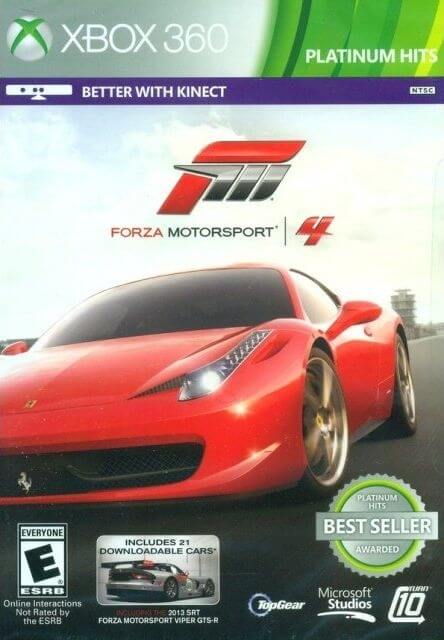 XBOX 360
PLATINUM HITS
BETTER WITH KINECT
NTSC
FORZA MOTORSPORT 4
PLATINUM
HITS
BEST SELLER
AWARDED
EVERYONE
E
ESRB
Online Interactions
Not Rated by
the ESRB
INCLUDES 21
DOWNLOADABLE CARS*
INCLUDING THE 2013 SRT
FORZA MOTORSPORT VIPER GTS-R
TopGear
Microsoft
Studios
TURN
10